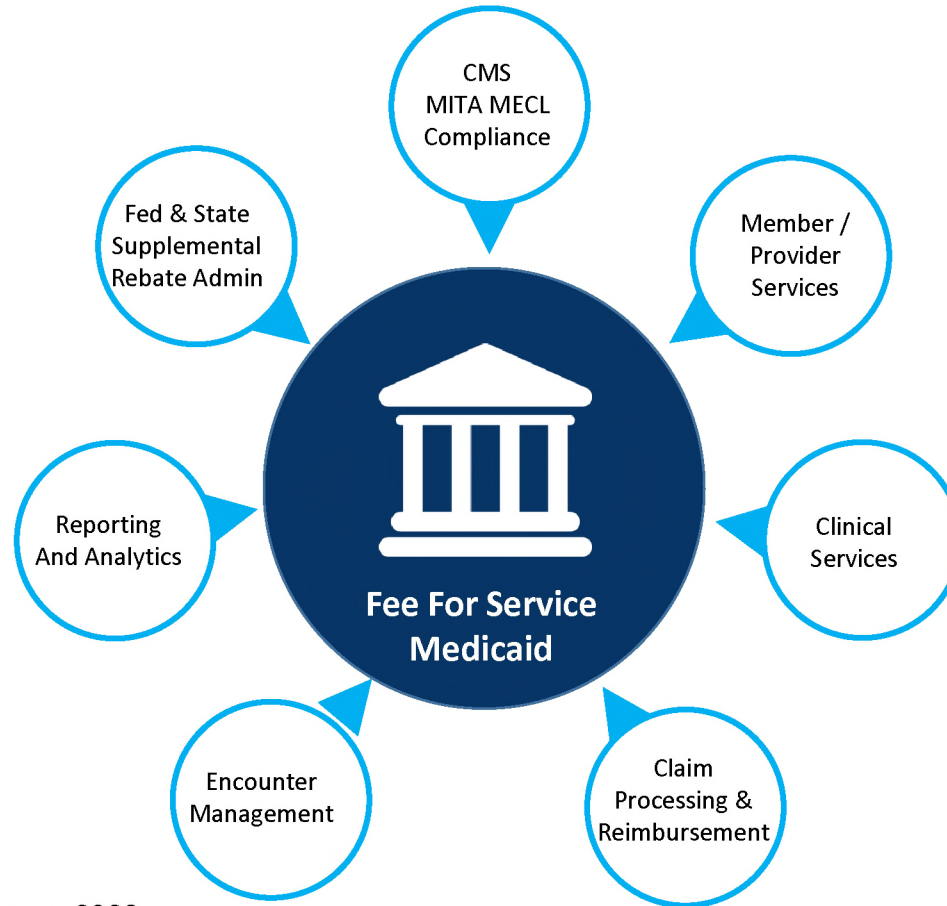 CMS
MITA MECL
Compliance
Fed & State
Supplemental
Rebate Admin
Member /
Provider
Services
Reporting
And Analytics
Clinical
Services
Fee For Service
Medicaid
Encounter
Management
Claim
Processing &
Reimbursement